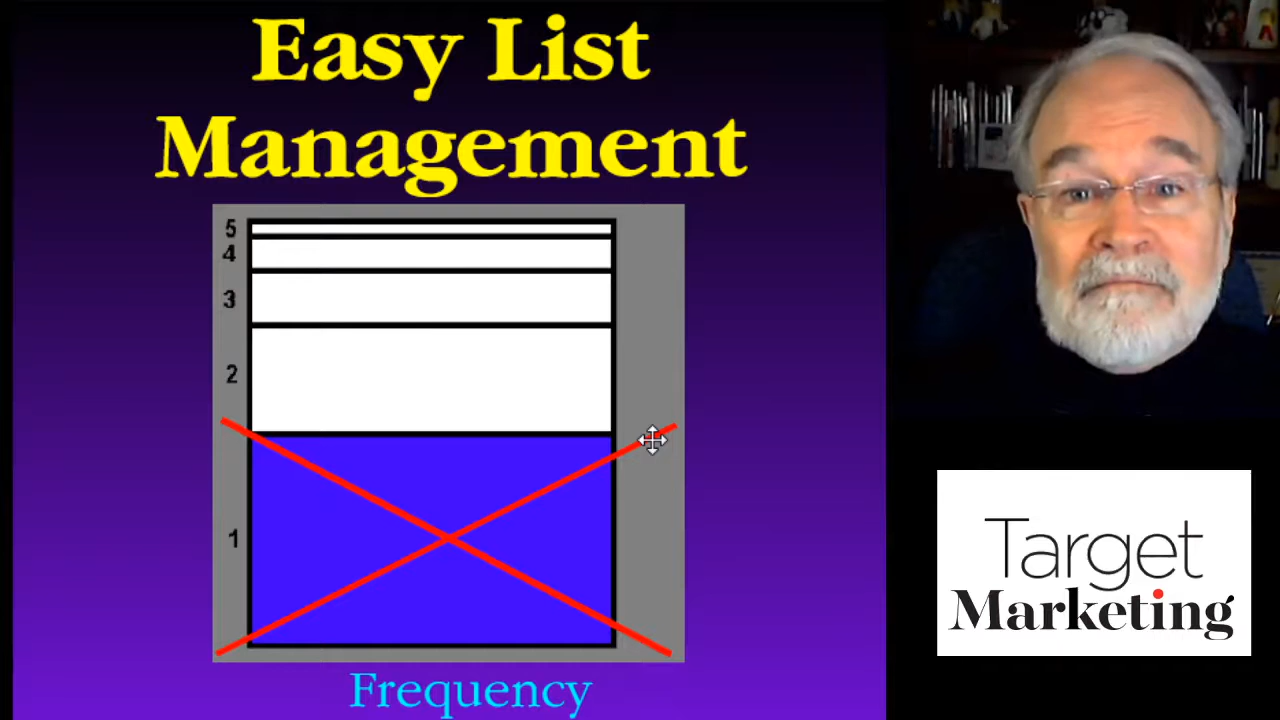 Easy List
Management
5
4
3
2
1
Frequency
Target
Marketing